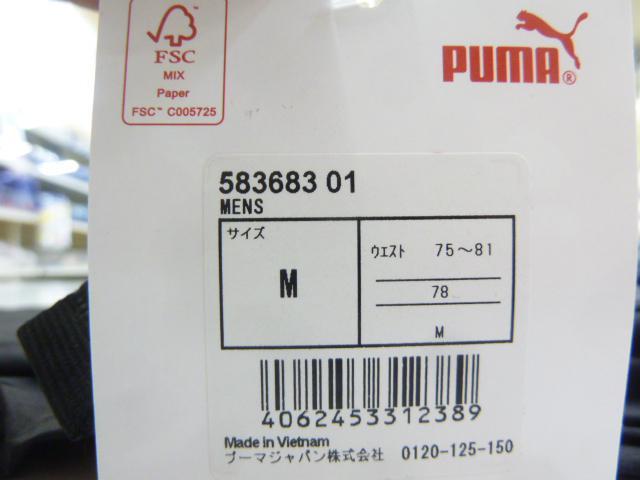 FSC
MIX
Paper
FSC™ C005725
PUMA®
583683 01
MENS
サイズ
M
ウエスト 75～81
78
M
4062453312389
Made in Vietnam
プーマジャパン株式会社 0120-125-150